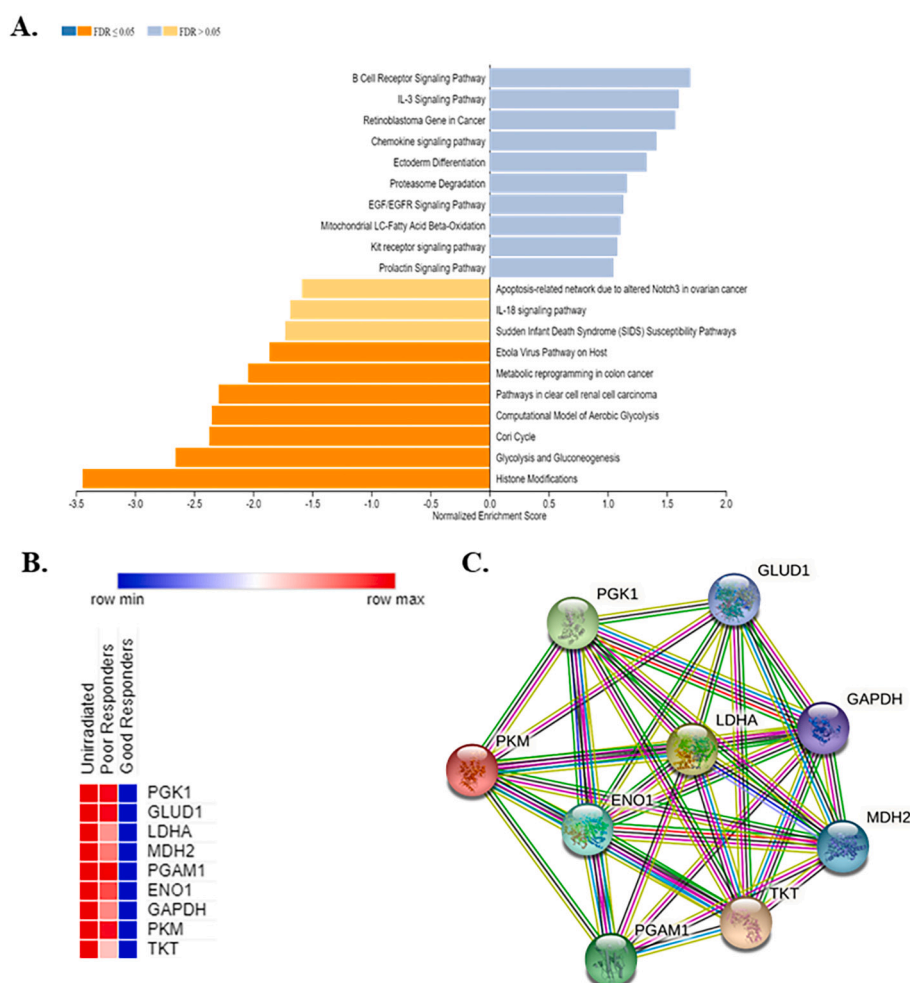 A.
FDR ≤ 0.05 FDR > 0.05
B Cell Receptor Signaling Pathway
IL-3 Signaling Pathway
Retinoblastoma Gene in Cancer
Chemokine signaling pathway
Ectoderm Differentiation
Proteasome Degradation
EGF/EGFR Signaling Pathway
Mitochondrial LC-Fatty Acid Beta-Oxidation
Kit receptor signaling pathway
Prolactin Signaling Pathway
Apoptosis-related network due to altered Notch3 in ovarian cancer
IL-18 signaling pathway
Sudden Infant Death Syndrome (SIDS) Susceptibility Pathways
Ebola Virus Pathway on Host
Metabolic reprogramming in colon cancer
Pathways in clear cell renal cell carcinoma
Computational Model of Aerobic Glycolysis
Cori Cycle
Glycolysis and Gluconeogenesis
Histone Modifications
-3.5 -3.0 -2.5 -2.0 -1.5 -1.0 -0.5 0.0 0.5 1.0 1.5 2.0
Normalized Enrichment Score
B.
row min row max
Unirradiated
Poor Responders
Good Responders
PGK1
GLUD1
LDHA
MDH2
PGAM1
ENO1
GAPDH
PKM
TKT
C.
GLUD1
PGK1
GAPDH
LDHA
PKM
ENO1
MDH2
TKT
PGAM1